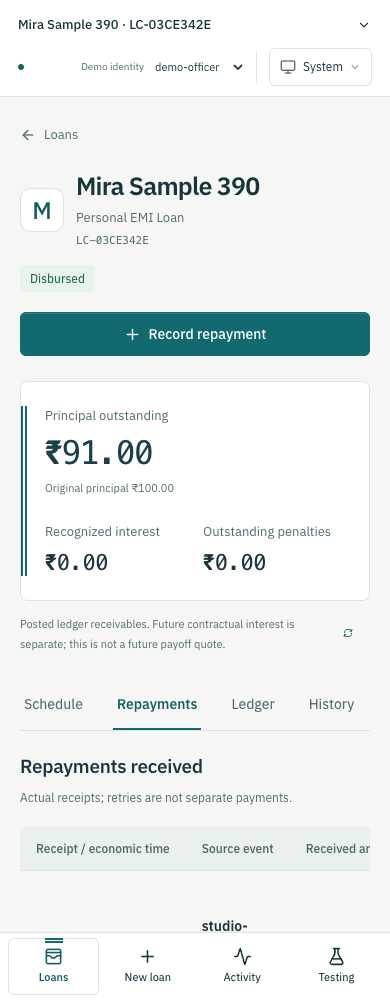 Mira Sample 390 · LC-03CE342E
Demo identity demo-officer System
Loans
M
Mira Sample 390
Personal EMI Loan
LC-03CE342E
Disbursed
Record repayment
Principal outstanding
₹91.00
Original principal ₹100.00
Recognized interest Outstanding penalties
₹0.00 ₹0.00
Posted ledger receivables. Future contractual interest is
separate; this is not a future payoff quote.
Schedule Repayments Ledger History
Repayments received
Actual receipts; retries are not separate payments.
Receipt / economic time Source event Received ar
studio-
Loans New loan Activity Testing